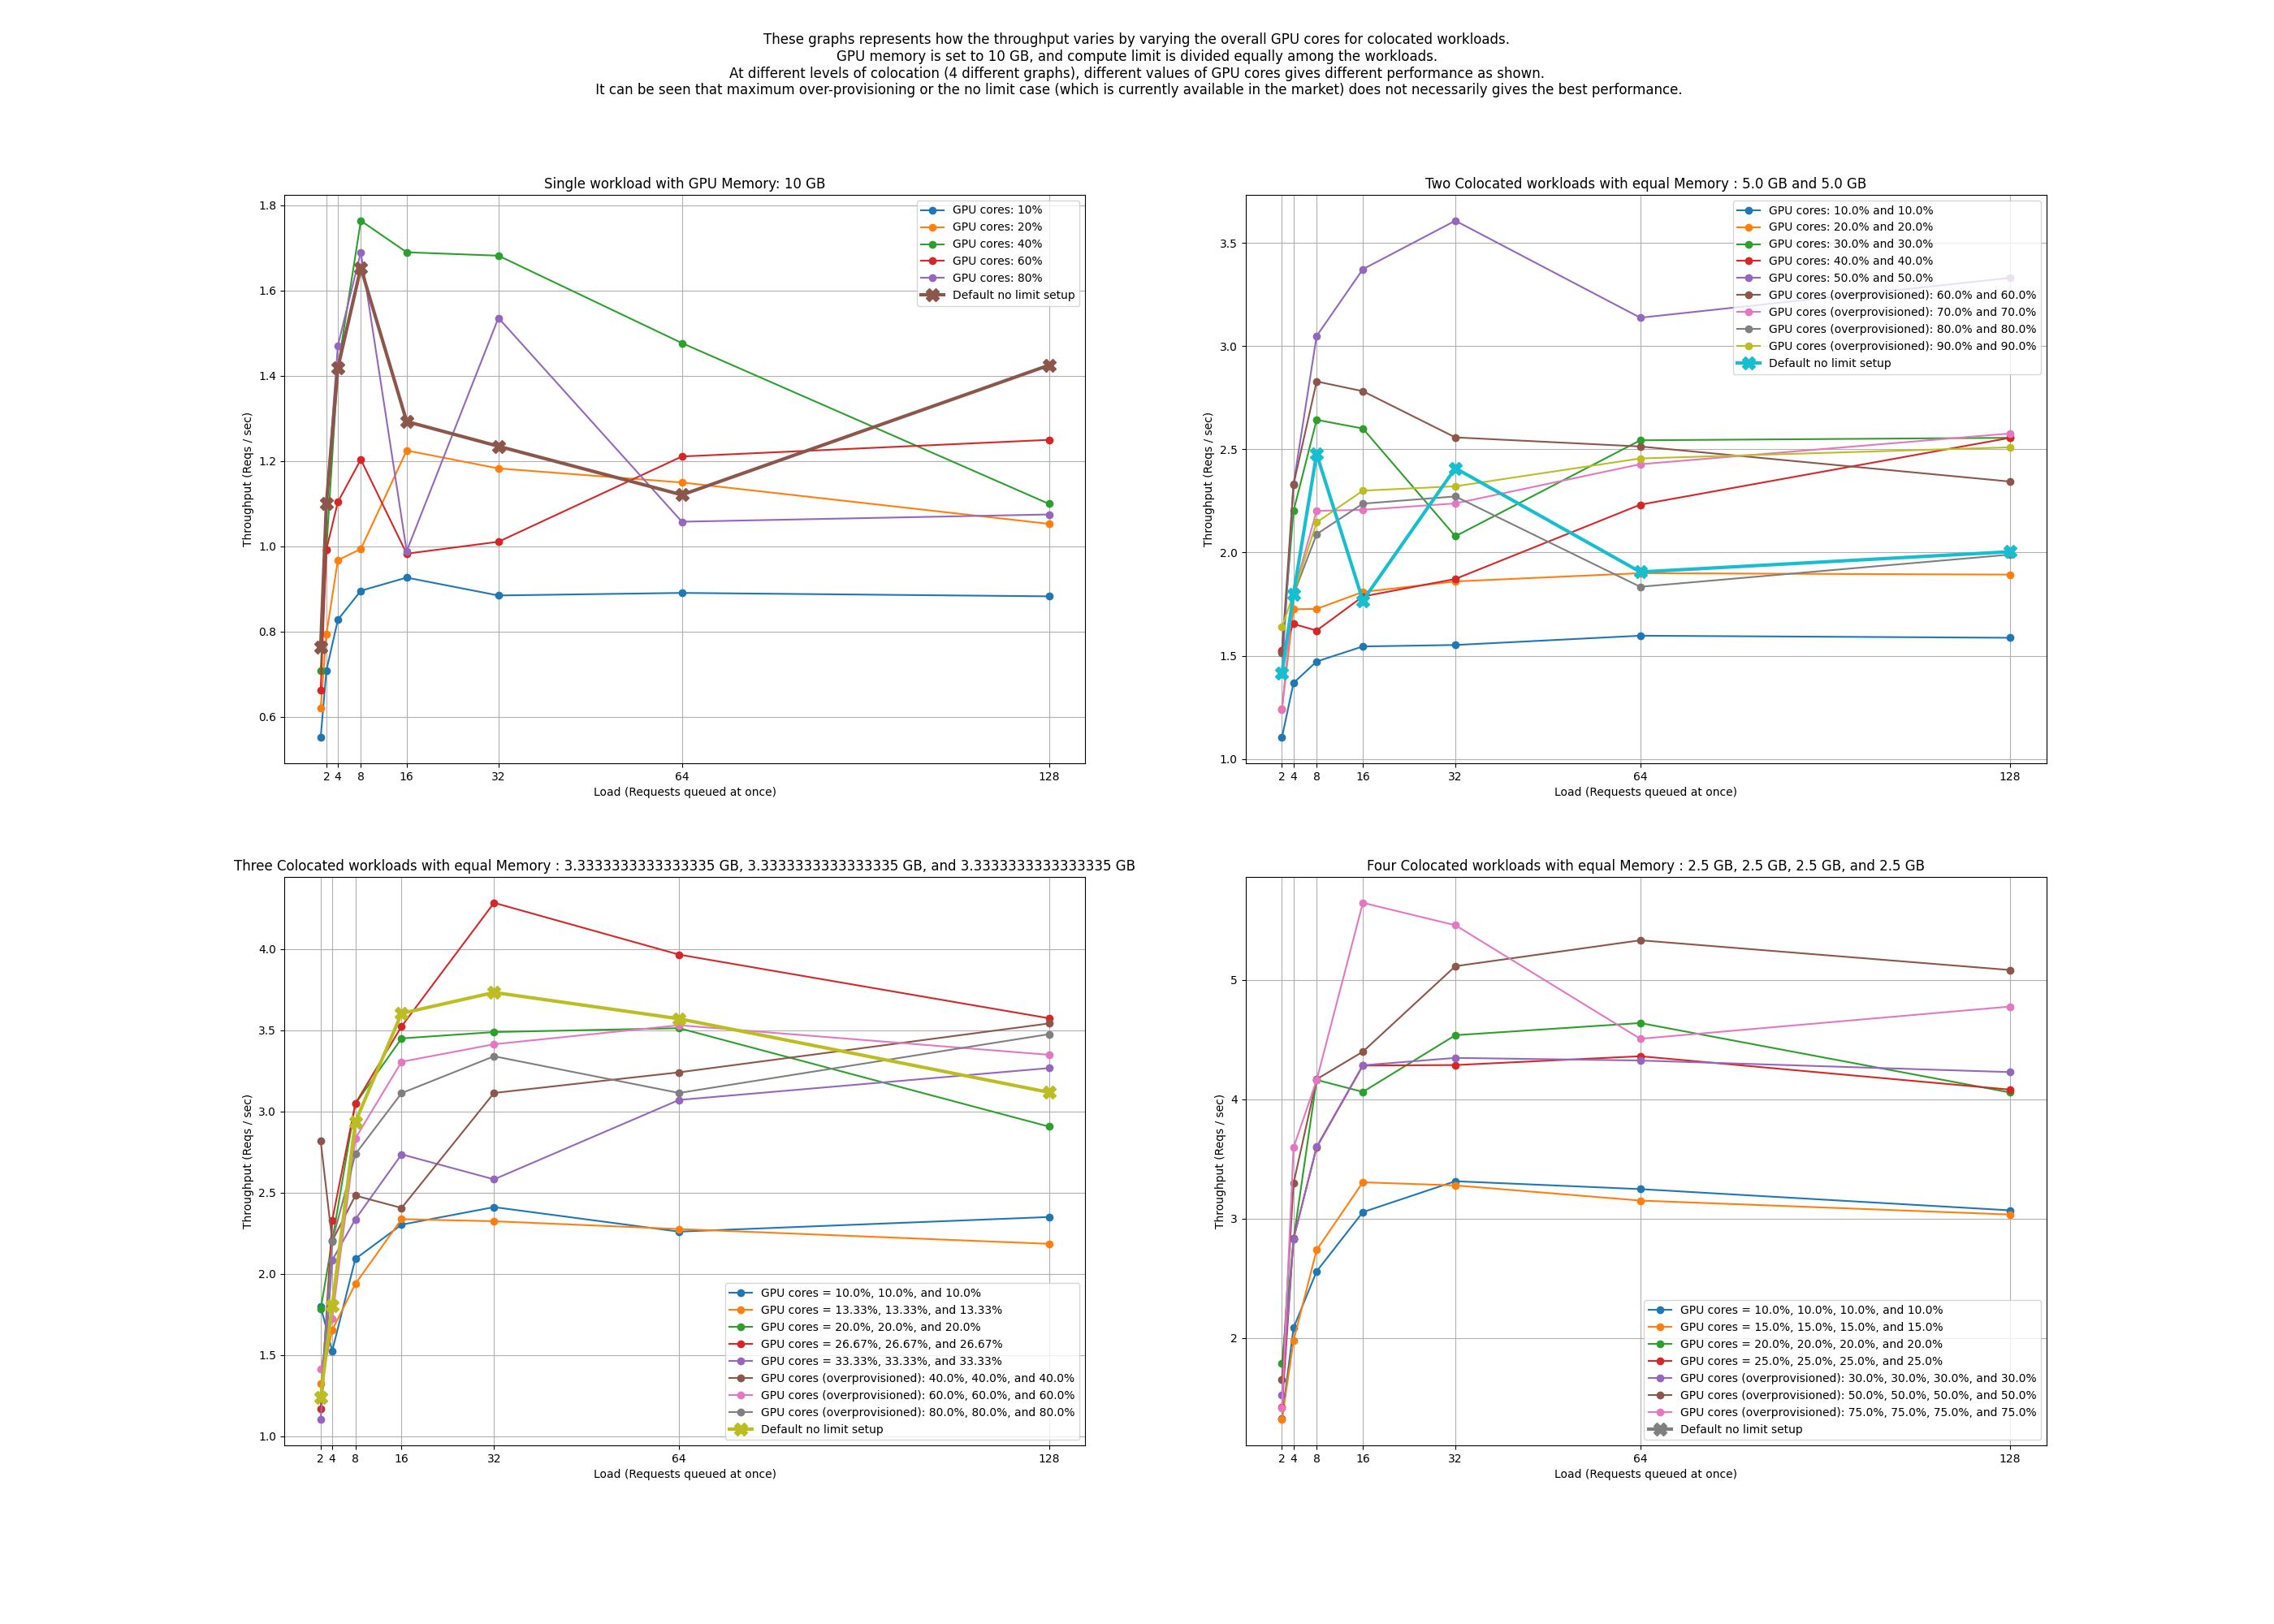 These graphs represents how the throughput varies by varying the overall GPU cores for colocated workloads.
GPU memory is set to 10 GB, and compute limit is divided equally among the workloads.
At different levels of colocation (4 different graphs), different values of GPU cores gives different performance as shown.
It can be seen that maximum over-provisioning or the no limit case (which is currently available in the market) does not necessarily gives the best performance.
Single workload with GPU Memory: 10 GB
1.8
1.6
1.4
1.2
1.0
0.8
0.6
Throughput (Reqs / sec)
GPU cores: 10%
GPU cores: 20%
GPU cores: 40%
GPU cores: 60%
GPU cores: 80%
Default no limit setup
2 4 8 16 32 64 128
Load (Requests queued at once)
Two Colocated workloads with equal Memory : 5.0 GB and 5.0 GB
3.5
3.0
2.5
2.0
1.5
1.0
Throughput (Reqs / sec)
GPU cores: 10.0% and 10.0%
GPU cores: 20.0% and 20.0%
GPU cores: 30.0% and 30.0%
GPU cores: 40.0% and 40.0%
GPU cores: 50.0% and 50.0%
GPU cores (overprovisioned): 60.0% and 60.0%
GPU cores (overprovisioned): 70.0% and 70.0%
GPU cores (overprovisioned): 80.0% and 80.0%
GPU cores (overprovisioned): 90.0% and 90.0%
Default no limit setup
2 4 8 16 32 64 128
Load (Requests queued at once)
Three Colocated workloads with equal Memory : 3.3333333333333335 GB, 3.3333333333333335 GB, and 3.3333333333333335 GB
4.0
3.5
3.0
2.5
2.0
1.5
1.0
Throughput (Reqs / sec)
GPU cores = 10.0%, 10.0%, and 10.0%
GPU cores = 13.33%, 13.33%, and 13.33%
GPU cores = 20.0%, 20.0%, and 20.0%
GPU cores = 26.67%, 26.67%, and 26.67%
GPU cores = 33.33%, 33.33%, and 33.33%
GPU cores (overprovisioned): 40.0%, 40.0%, and 40.0%
GPU cores (overprovisioned): 60.0%, 60.0%, and 60.0%
GPU cores (overprovisioned): 80.0%, 80.0%, and 80.0%
Default no limit setup
2 4 8 16 32 64 128
Load (Requests queued at once)
Four Colocated workloads with equal Memory : 2.5 GB, 2.5 GB, 2.5 GB, and 2.5 GB
5
4
3
2
Throughput (Reqs / sec)
GPU cores = 10.0%, 10.0%, 10.0%, and 10.0%
GPU cores = 15.0%, 15.0%, 15.0%, and 15.0%
GPU cores = 20.0%, 20.0%, 20.0%, and 20.0%
GPU cores = 25.0%, 25.0%, 25.0%, and 25.0%
GPU cores (overprovisioned): 30.0%, 30.0%, 30.0%, and 30.0%
GPU cores (overprovisioned): 50.0%, 50.0%, 50.0%, and 50.0%
GPU cores (overprovisioned): 75.0%, 75.0%, 75.0%, and 75.0%
Default no limit setup
2 4 8 16 32 64 128
Load (Requests queued at once)